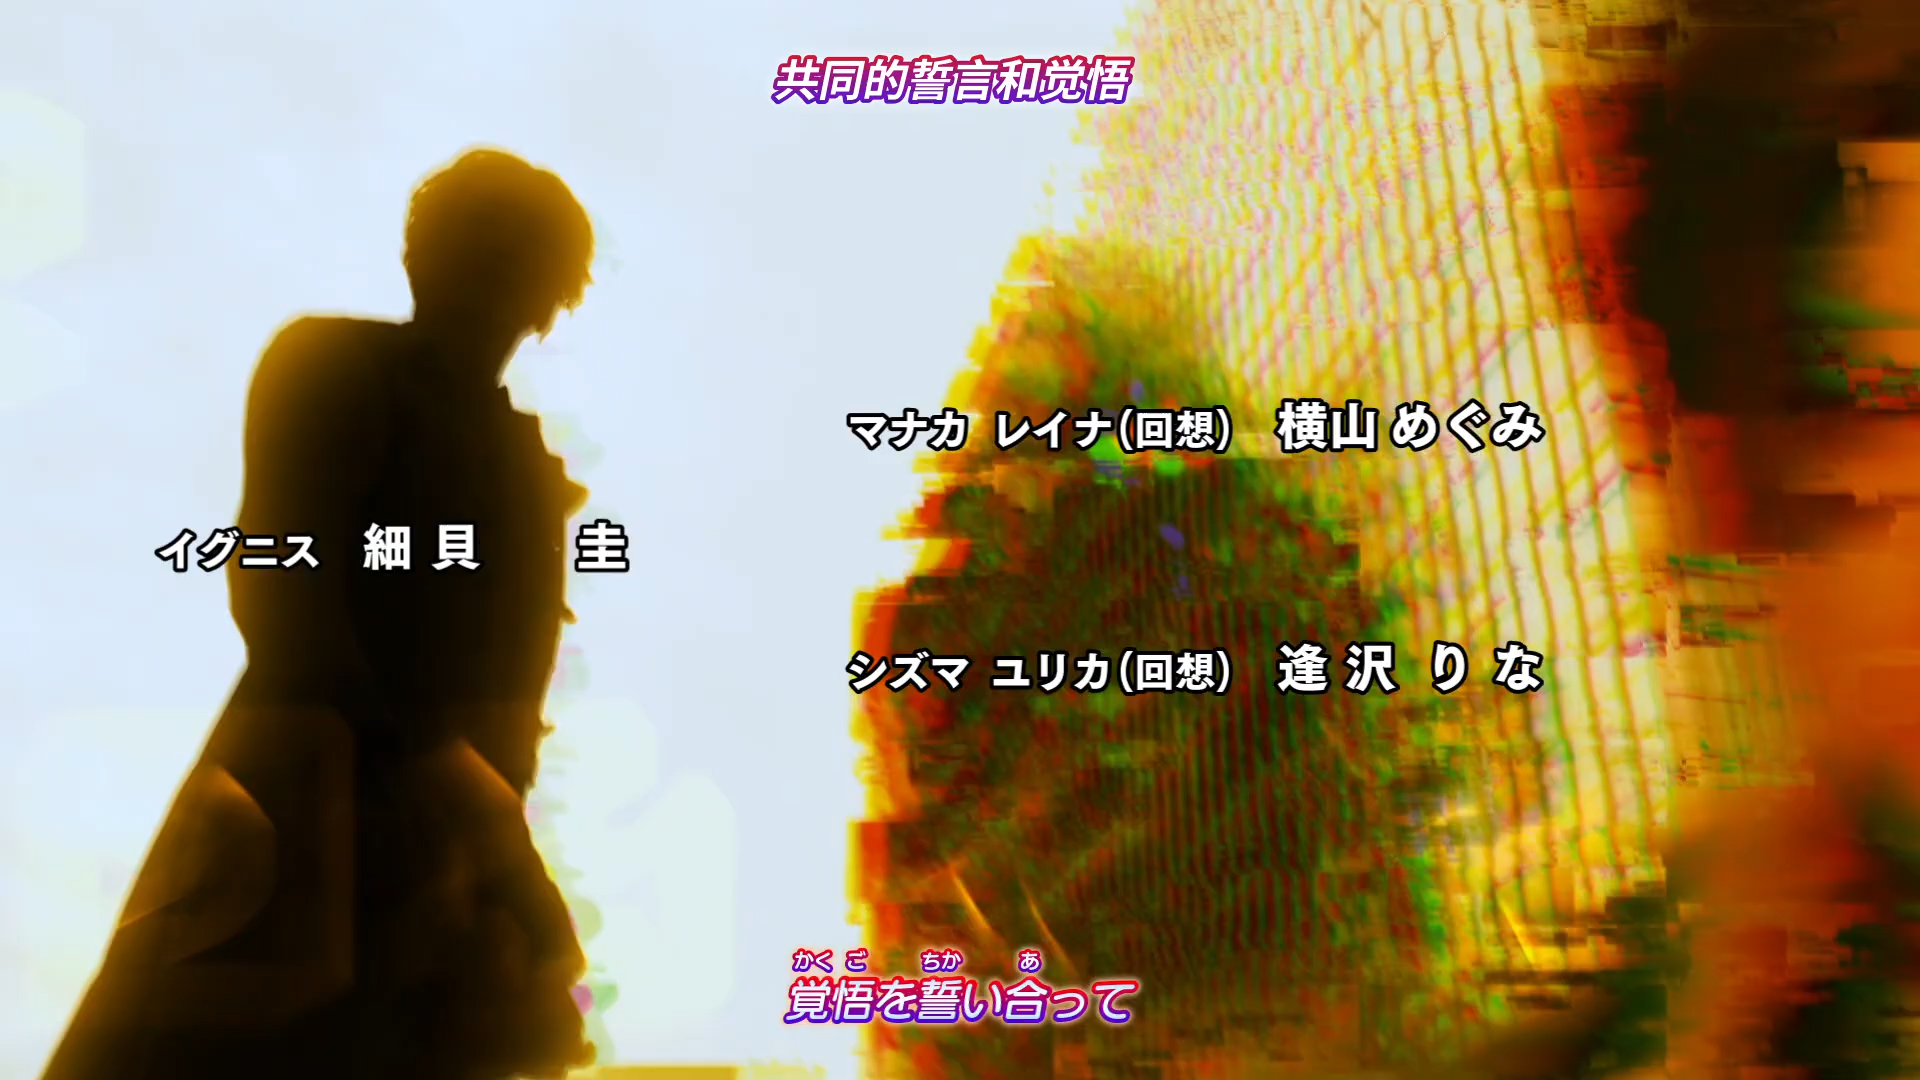 共同的誓言和觉悟
マナカ レイナ(回想) 横山 めぐみ
イグニス 細貝 圭
シズマ ユリカ(回想) 逢沢 りな
かくご ちか あ
覚悟を誓い合って